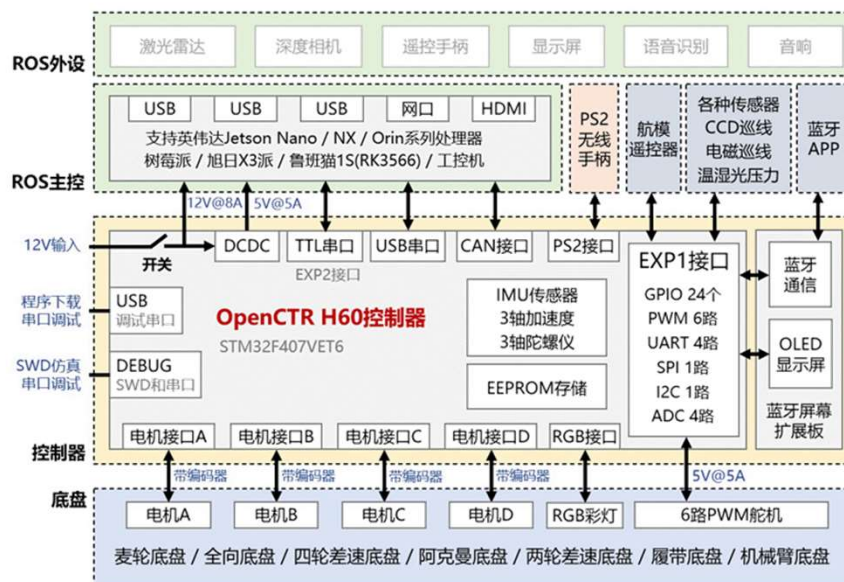 ROS外设
激光雷达
深度相机
遥控手柄
显示屏
语音识别
音响
ROS主控
USB
USB
USB
网口
HDMI
支持英伟达Jetson Nano / NX / Orin系列处理器
树莓派 / 旭日X3派 / 鲁班猫1S(RK3566) / 工控机
PS2
无线
手柄
航模
遥控器
各种传感器
CCD巡线
电磁巡线
温湿光压力
蓝牙
APP
12V@8A
5V@5A
12V输入
开关
DCDC
TTL串口
USB串口
CAN接口
PS2接口
EXP2接口
程序下载
串口调试
USB
调试串口
SWD仿真
串口调试
DEBUG
SWD和串口
OpenCTR H60控制器
STM32F407VET6
IMU传感器
3轴加速度
3轴陀螺仪
EEPROM存储
EXP1接口
GPIO 24个
PWM 6路
UART 4路
SPI 1路
I2C 1路
ADC 4路
蓝牙
通信
OLED
显示屏
蓝牙屏幕
扩展板
控制器
电机接口A
电机接口B
电机接口C
电机接口D
RGB接口
带编码器
带编码器
带编码器
带编码器
5V@5A
底盘
电机A
电机B
电机C
电机D
RGB彩灯
6路PWM舵机
麦轮底盘 / 全向底盘 / 四轮差速底盘 / 阿克曼底盘 / 两轮差速底盘 / 履带底盘 / 机械臂底盘